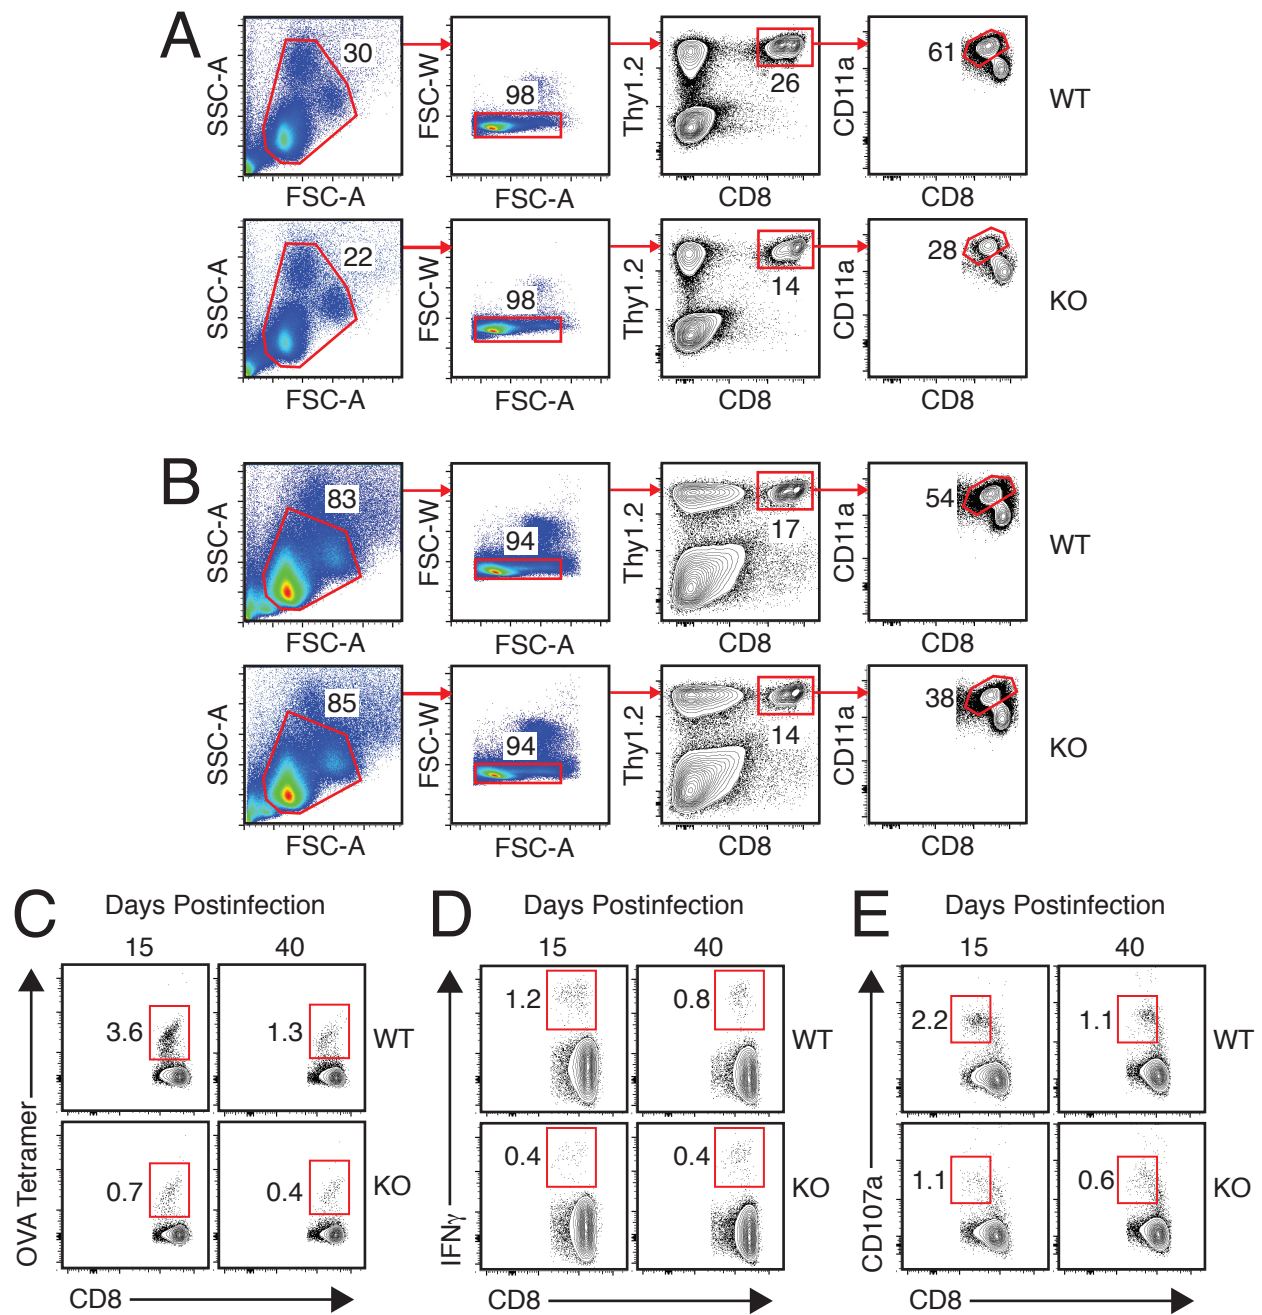 A
SSC-A 30 FSC-A
FSC-W 98 FSC-A
Thy1.2 26 CD8
CD11a 61 CD8
WT
SSC-A 22 FSC-A
FSC-W 98 FSC-A
Thy1.2 14 CD8
CD11a 28 CD8
KO
B
SSC-A 83 FSC-A
FSC-W 94 FSC-A
Thy1.2 17 CD8
CD11a 54 CD8
WT
SSC-A 85 FSC-A
FSC-W 94 FSC-A
Thy1.2 14 CD8
CD11a 38 CD8
KO
C
Days Postinfection
15 40
3.6 1.3 WT
0.7 0.4 KO
OVA Tetramer
CD8
D
Days Postinfection
15 40
1.2 0.8 WT
0.4 0.4 KO
IFNγ
CD8
E
Days Postinfection
15 40
2.2 1.1 WT
1.1 0.6 KO
CD107a
CD8